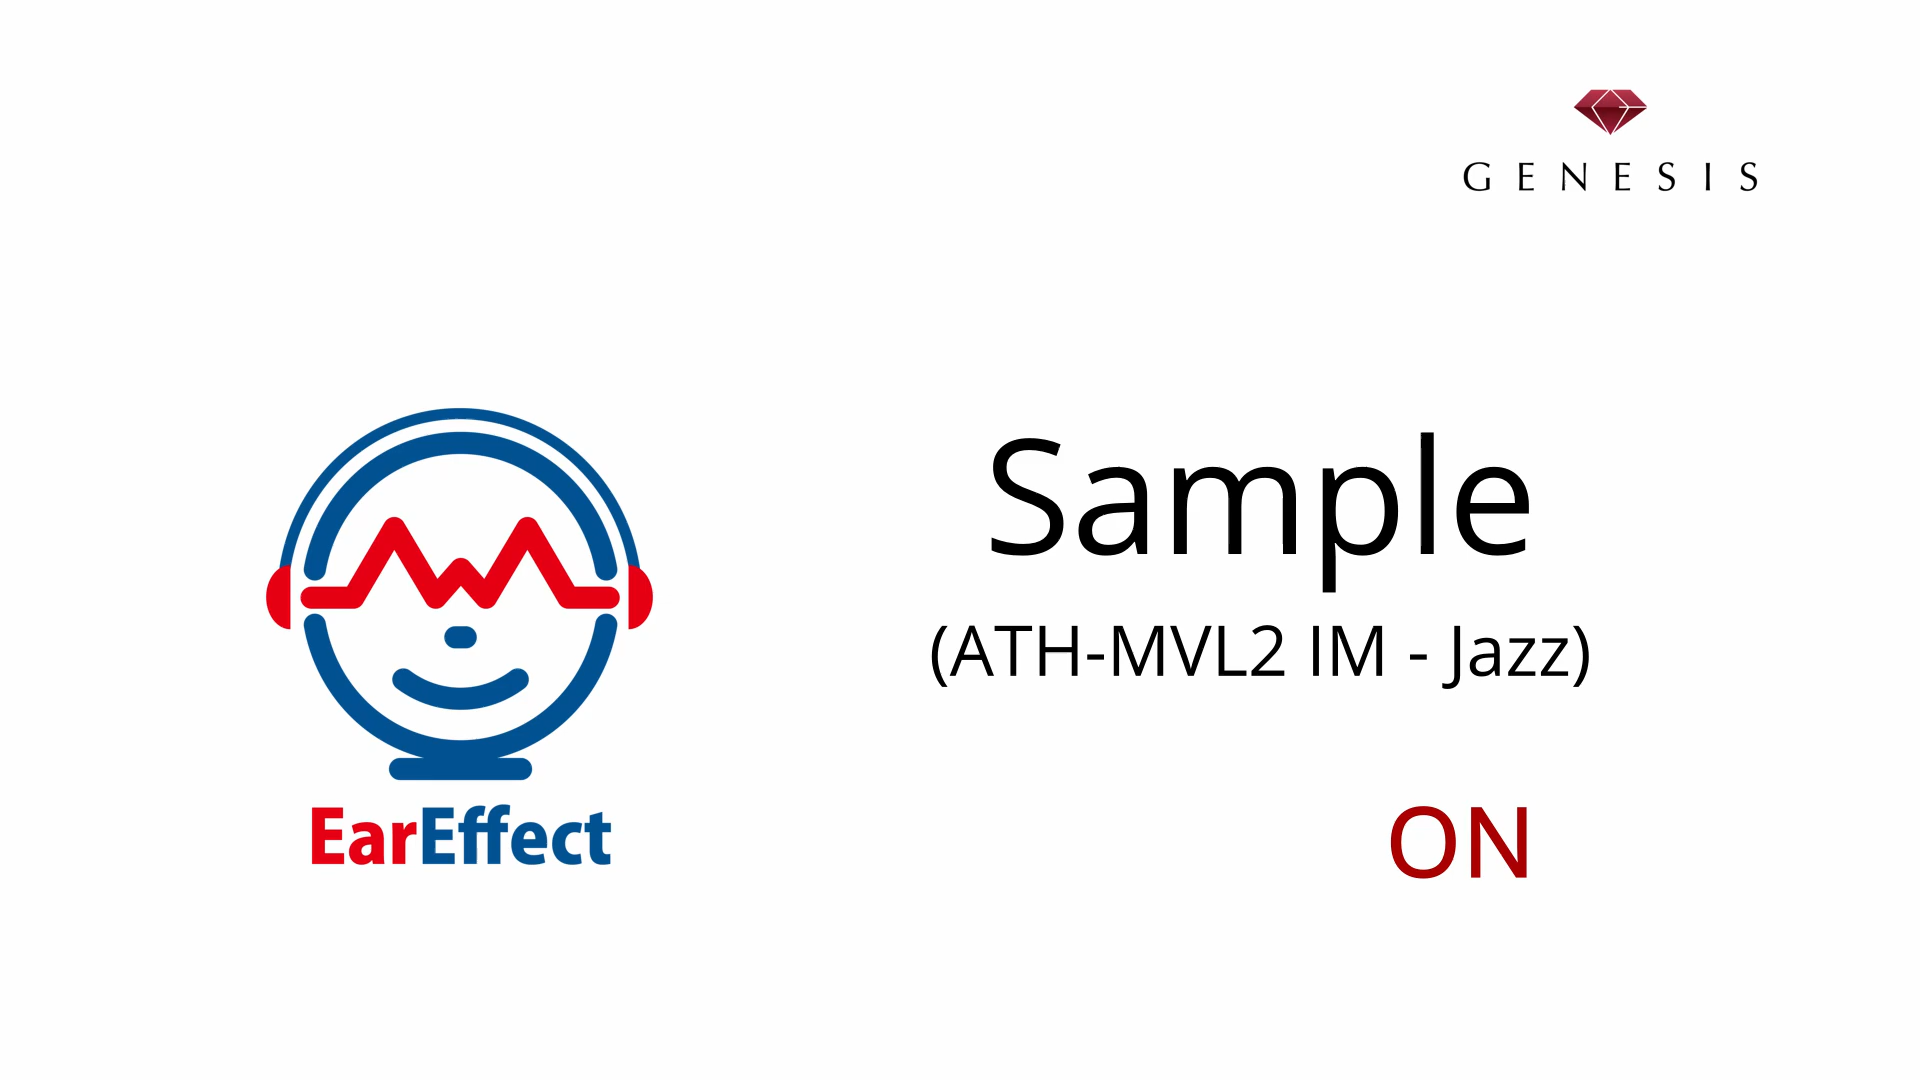 GENESIS
Sample
(ATH-MVL2 IM - Jazz)
ON
EarEffect